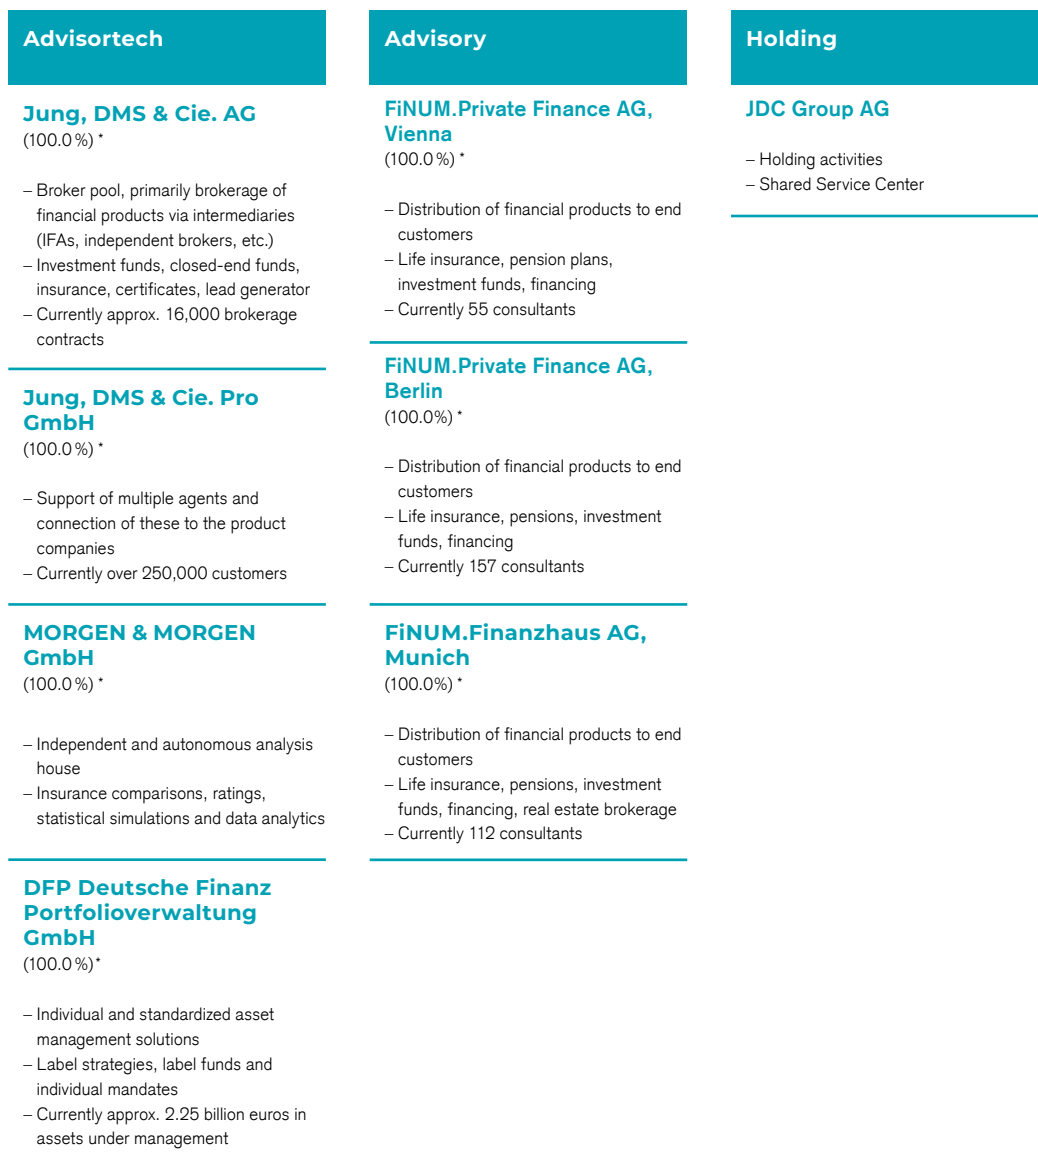 Advisortech
Jung, DMS & Cie. AG
(100.0 %) *
– Broker pool, primarily brokerage of
financial products via intermediaries
(IFAs, independent brokers, etc.)
– Investment funds, closed-end funds,
insurance, certificates, lead generator
– Currently approx. 16,000 brokerage
contracts
Jung, DMS & Cie. Pro
GmbH
(100.0 %) *
– Support of multiple agents and
connection of these to the product
companies
– Currently over 250,000 customers
MORGEN & MORGEN
GmbH
(100.0 %) *
– Independent and autonomous analysis
house
– Insurance comparisons, ratings,
statistical simulations and data analytics
DFP Deutsche Finanz
Portfolioverwaltung
GmbH
(100.0 %) *
– Individual and standardized asset
management solutions
– Label strategies, label funds and
individual mandates
– Currently approx. 2.25 billion euros in
assets under management
Advisory
FiNUM.Private Finance AG,
Vienna
(100.0 %) *
– Distribution of financial products to end
customers
– Life insurance, pension plans,
investment funds, financing
– Currently 55 consultants
FiNUM.Private Finance AG,
Berlin
(100.0%) *
– Distribution of financial products to end
customers
– Life insurance, pensions, investment
funds, financing
– Currently 157 consultants
FiNUM.Finanzhaus AG,
Munich
(100.0%) *
– Distribution of financial products to end
customers
– Life insurance, pensions, investment
funds, financing, real estate brokerage
– Currently 112 consultants
Holding
JDC Group AG
– Holding activities
– Shared Service Center